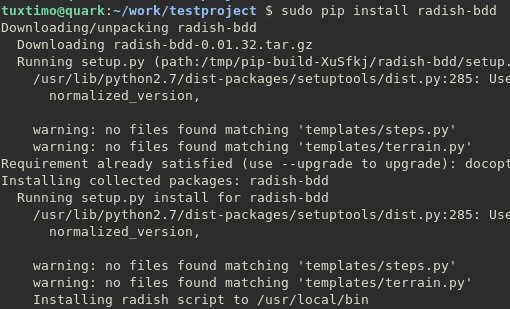 tuxtimo@quark:~/work/testproject $ sudo pip install radish-bdd
Downloading/unpacking radish-bdd
  Downloading radish-bdd-0.01.32.tar.gz
  Running setup.py (path:/tmp/pip-build-XuSfkj/radish-bdd/setup.
    /usr/lib/python2.7/dist-packages/setuptools/dist.py:285: Use
      normalized_version,

    warning: no files found matching 'templates/steps.py'
    warning: no files found matching 'templates/terrain.py'
Requirement already satisfied (use --upgrade to upgrade): docopt
Installing collected packages: radish-bdd
  Running setup.py install for radish-bdd
    /usr/lib/python2.7/dist-packages/setuptools/dist.py:285: Use
      normalized_version,

    warning: no files found matching 'templates/steps.py'
    warning: no files found matching 'templates/terrain.py'
    Installing radish script to /usr/local/bin